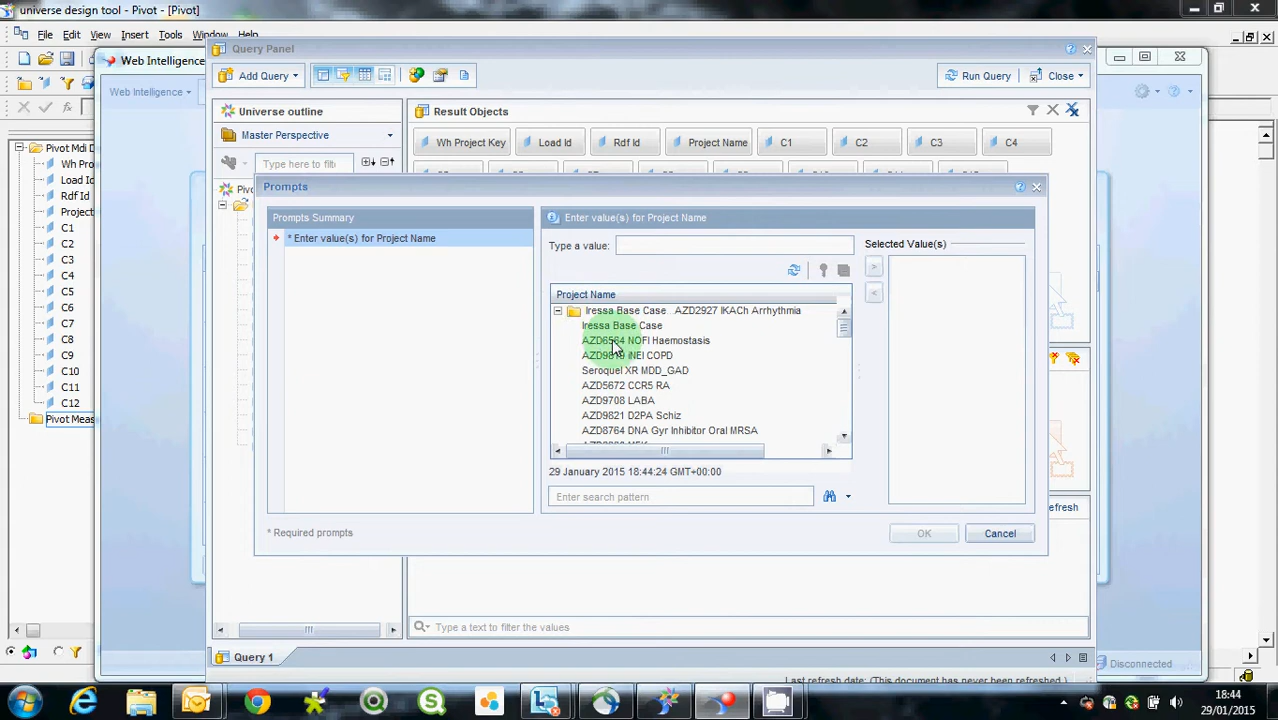 universe design tool - Pivot - [Pivot]
File Edit View Insert Tools Window Help
Web Intelligence
Web Intelligence
Query Panel
Add Query
Run Query
Close
Universe outline
Master Perspective
Type here to filt
Result Objects
Wh Project Key
Load Id
Rdf Id
Project Name
C1
C2
C3
C4
Pivot Mdi D
Wh Pro
Load Id
Rdf Id
Project
C1
C2
C3
C4
C5
C6
C7
C8
C9
C10
C11
C12
Pivot Meas
Prompts
Prompts Summary
* Enter value(s) for Project Name
Enter value(s) for Project Name
Type a value:
Selected Value(s)
>
<
Project Name
Iressa Base Case AZD2927 IKACh Arrhythmia
Iressa Base Case
AZD6564 NOFI Haemostasis
iNEI COPD
Seroquel XR MDD_GAD
AZD5672 CCR5 RA
AZD9708 LABA
AZD9821 D2PA Schiz
AZD8764 DNA Gyr Inhibitor Oral MRSA
29 January 2015 18:44:24 GMT+00:00
Enter search pattern
* Required prompts
OK
Cancel
efresh
Type a text to filter the values
Query 1
Last refresh date: (This document has never been refreshed.)
Disconnected
18:44
29/01/2015